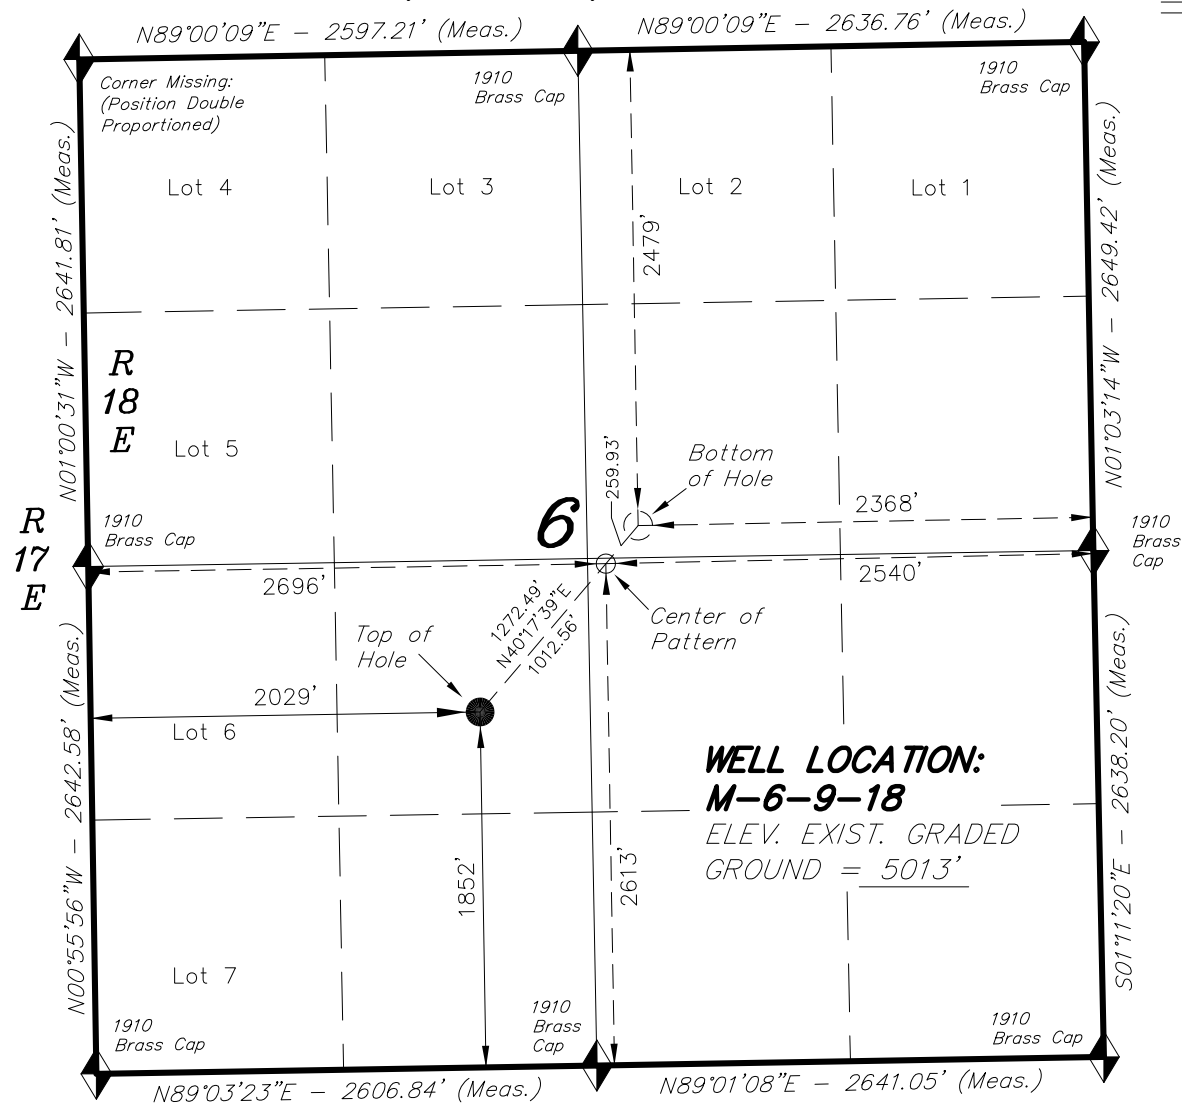 N89°00'09"E - 2597.21' (Meas.)
N89°00'09"E - 2636.76' (Meas.)
Corner Missing:
(Position Double
Proportioned)
1910
Brass Cap
1910
Brass Cap
Lot 4
Lot 3
Lot 2
Lot 1
N01°00'31"W - 2641.81' (Meas.)
2479'
N01°03'14"W - 2649.42' (Meas.)
R
18
E
Lot 5
259.93'
Bottom
of Hole
6
2368'
R
17
E
1910
Brass Cap
1910
Brass
Cap
2696'
2540'
1272.49'
N40°17'39"E
1012.56'
Center of
Pattern
Top of
Hole
2029'
Lot 6
N00°55'56"W - 2642.58' (Meas.)
WELL LOCATION:
M-6-9-18
ELEV. EXIST. GRADED
GROUND = 5013'
1852'
2613'
S01°11'20"E - 2638.20' (Meas.)
Lot 7
1910
Brass Cap
1910
Brass
Cap
1910
Brass Cap
N89°03'23"E - 2606.84' (Meas.)
N89°01'08"E - 2641.05' (Meas.)